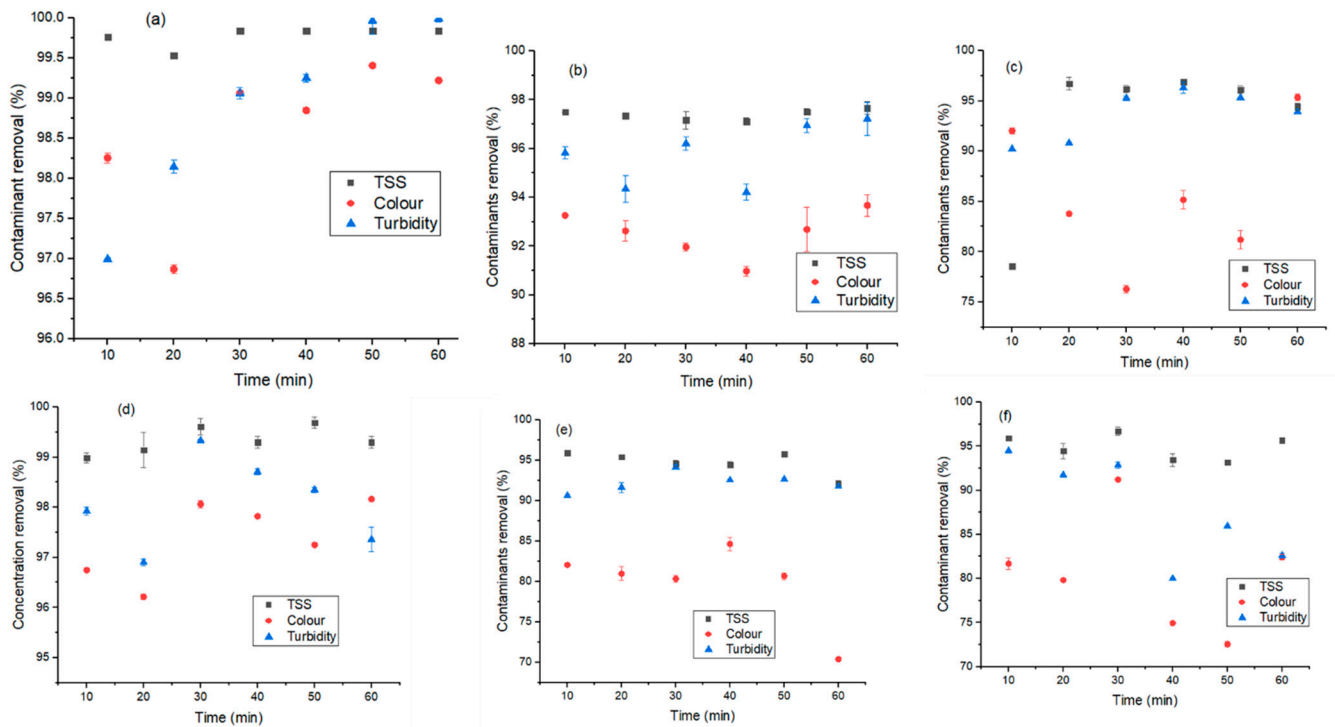 (a)
Contaminant removal (%)
100.0
99.5
99.0
98.5
98.0
97.5
97.0
96.5
96.0
TSS
Colour
Turbidity
10 20 30 40 50 60
Time (min)
(b)
Contaminants removal (%)
100
98
96
94
92
90
88
TSS
Colour
Turbidity
10 20 30 40 50 60
Time (min)
(c)
Contaminants removal (%)
100
95
90
85
80
75
TSS
Colour
Turbidity
10 20 30 40 50 60
Time (min)
(d)
Concentration removal (%)
100
99
98
97
96
95
TSS
Colour
Turbidity
10 20 30 40 50 60
Time (min)
(e)
Contaminants removal (%)
100
95
90
85
80
75
70
TSS
Colour
Turbidity
10 20 30 40 50 60
Time (min)
(f)
Contaminant removal (%)
100
95
90
85
80
75
70
TSS
Colour
Turbidity
10 20 30 40 50 60
Time (min)